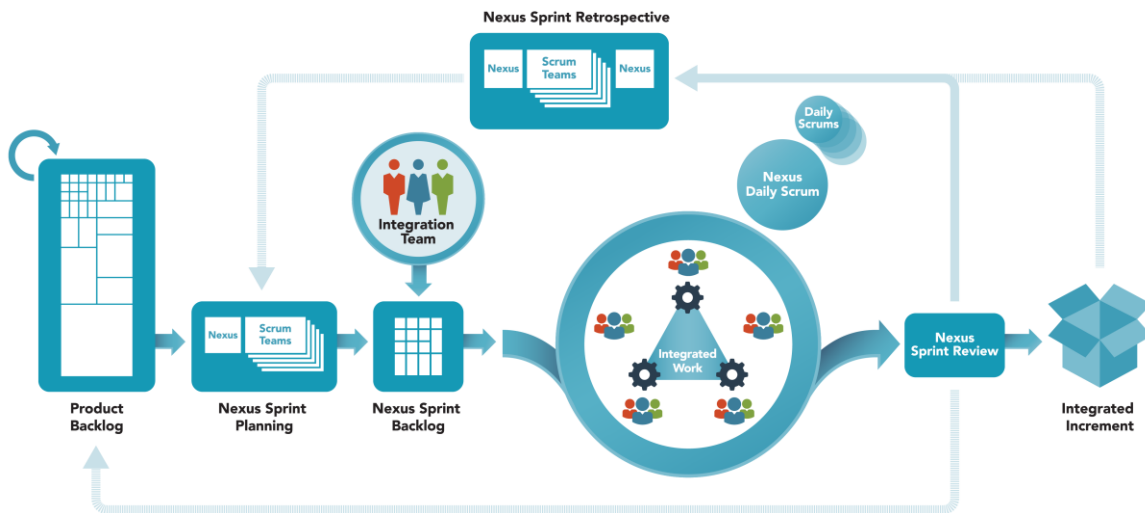 Nexus Sprint Retrospective
Nexus
Scrum
Teams
Nexus
Daily
Scrums
Nexus
Daily Scrum
Integration
Team
Nexus
Scrum
Teams
Integrated
Work
Nexus
Sprint Review
Product
Backlog
Nexus Sprint
Planning
Nexus Sprint
Backlog
Integrated
Increment